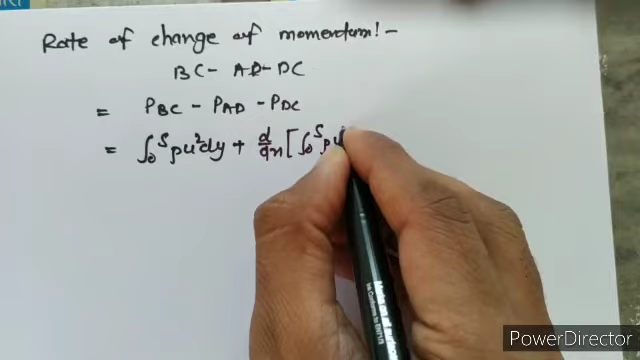 Rate of change of momentum! -
BC - AD - DC
= PBC - PAD - PDC
= ∫₀^δ ρu²dy + d/dx [∫₀^δ ρu
PowerDirector